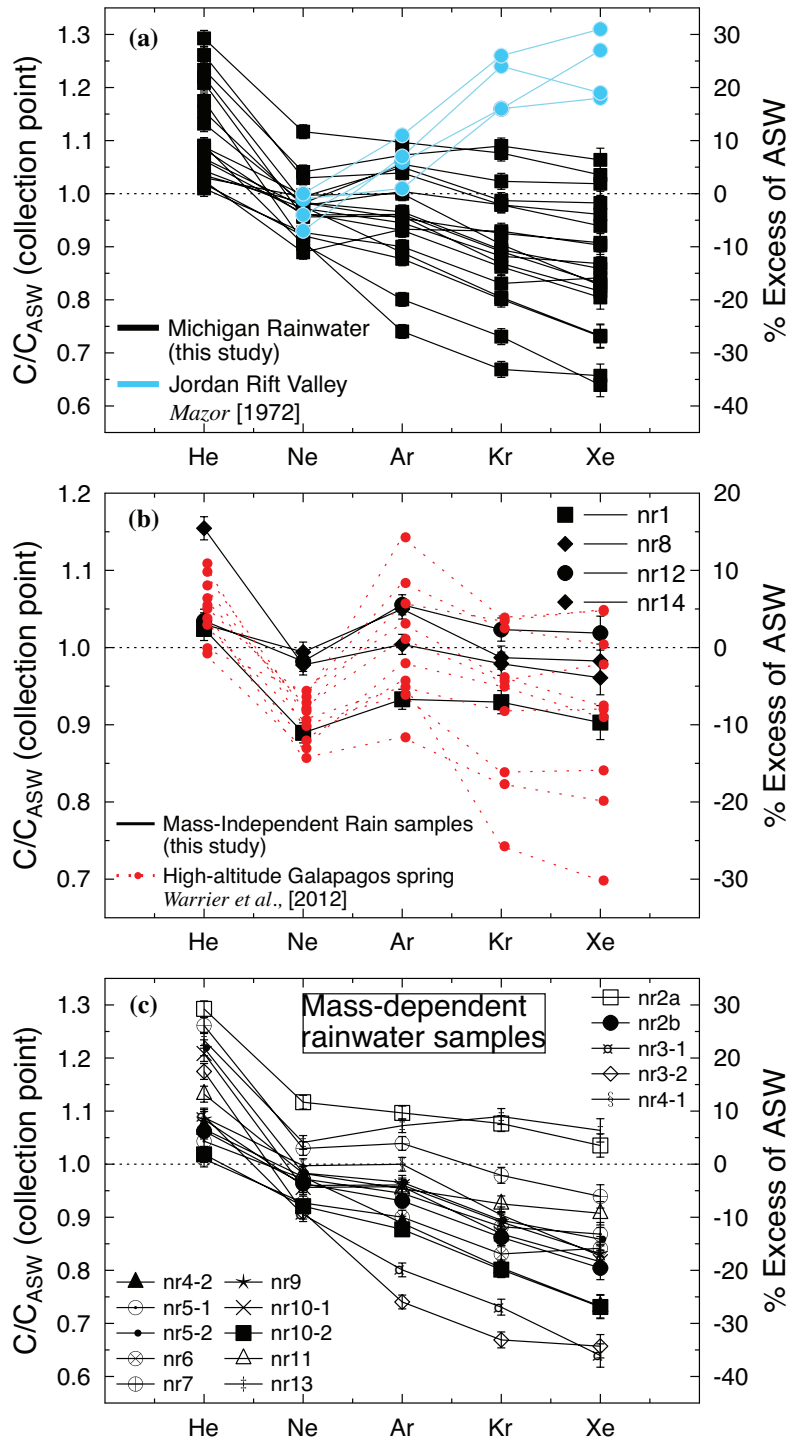 (a)
1.3
1.2
1.1
1.0
0.9
0.8
0.7
0.6
C/CASW (collection point)
30
20
10
0
-10
-20
-30
-40
% Excess of ASW
Michigan Rainwater
(this study)
Jordan Rift Valley
Mazor [1972]
He Ne Ar Kr Xe
(b)
1.2
1.1
1.0
0.9
0.8
0.7
C/CASW (collection point)
20
10
0
-10
-20
-30
% Excess of ASW
nr1
nr8
nr12
nr14
Mass-Independent Rain samples
(this study)
High-altitude Galapagos spring
Warrier et al., [2012]
He Ne Ar Kr Xe
(c)
Mass-dependent
rainwater samples
1.3
1.2
1.1
1.0
0.9
0.8
0.7
0.6
C/CASW (collection point)
30
20
10
0
-10
-20
-30
-40
% Excess of ASW
nr2a
nr2b
nr3-1
nr3-2
nr4-1
nr4-2
nr5-1
nr5-2
nr6
nr7
nr9
nr10-1
nr10-2
nr11
nr13
He Ne Ar Kr Xe